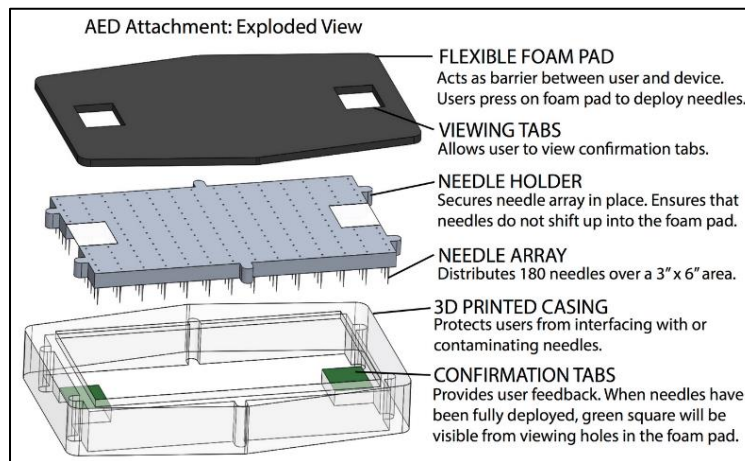 AED Attachment: Exploded View
FLEXIBLE FOAM PAD
Acts as barrier between user and device.
Users press on foam pad to deploy needles.
VIEWING TABS
Allows user to view confirmation tabs.
NEEDLE HOLDER
Secures needle array in place. Ensures that
needles do not shift up into the foam pad.
NEEDLE ARRAY
Distributes 180 needles over a 3” x 6” area.
3D PRINTED CASING
Protects users from interfacing with or
contaminating needles.
CONFIRMATION TABS
Provides user feedback. When needles have
been fully deployed, green square will be
visible from viewing holes in the foam pad.